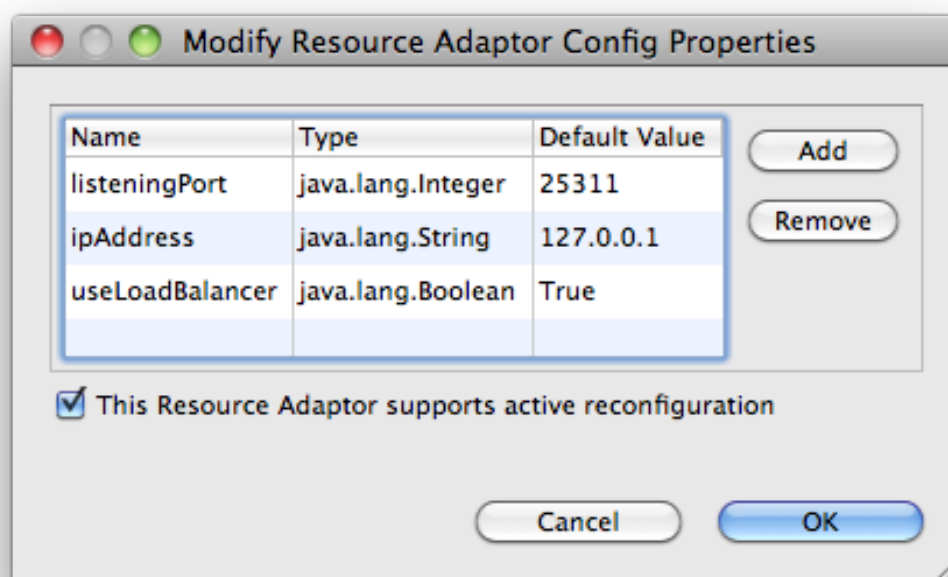 Modify Resource Adaptor Config Properties
Name Type Default Value
listeningPort java.lang.Integer 25311
ipAddress java.lang.String 127.0.0.1
useLoadBalancer java.lang.Boolean True
Add
Remove
This Resource Adaptor supports active reconfiguration
Cancel OK